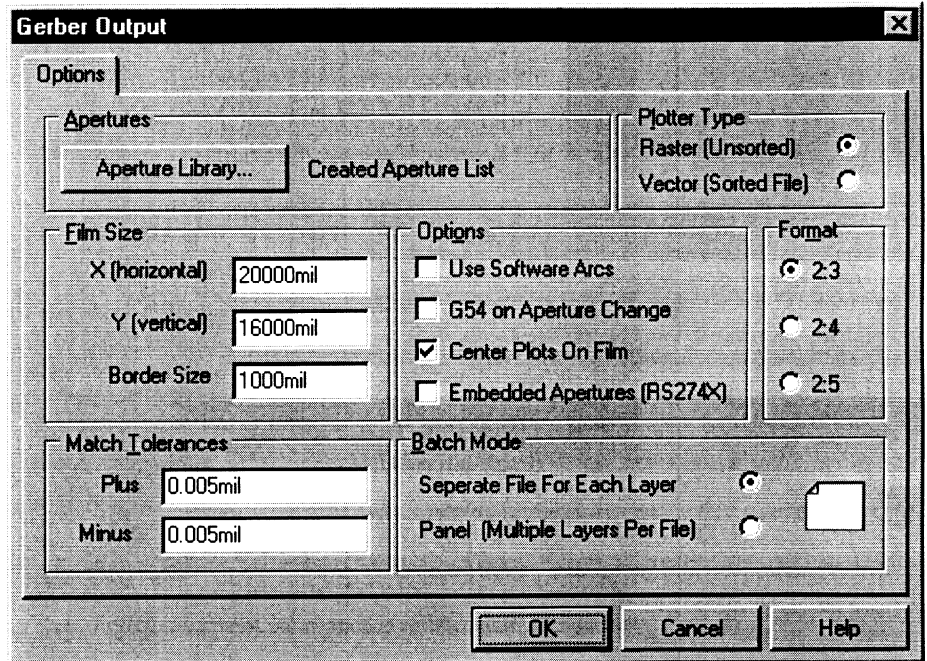 Gerber Output
Options
Apertures
Aperture Library...
Created Aperture List
Plotter Type
Raster (Unsorted)
Vector (Sorted File)
Film Size
X (horizontal)
20000mil
Y (vertical)
16000mil
Border Size
1000mil
Options
Use Software Arcs
G54 on Aperture Change
Center Plots On Film
Embedded Apertures (RS274X)
Format
2:3
2:4
2:5
Match Tolerances
Plus
0.005mil
Minus
0.005mil
Batch Mode
Seperate File For Each Layer
Panel (Multiple Layers Per File)
OK
Cancel
Help